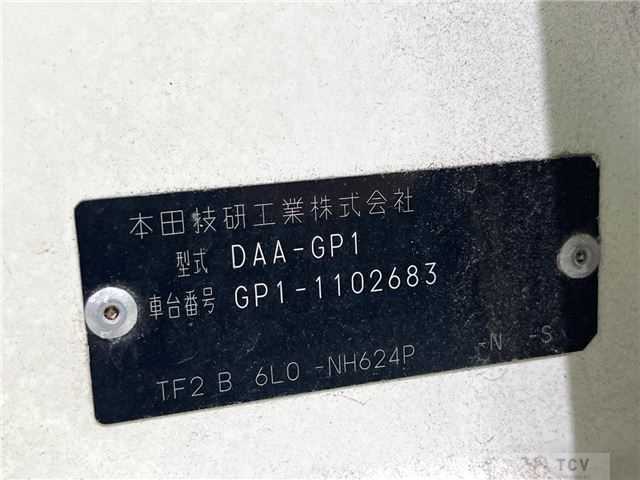 本田技研工業株式会社
型式 DAA-GP1
車台番号 GP1-1102683
TF2 B 6L0 -NH624P -N -S
TCV